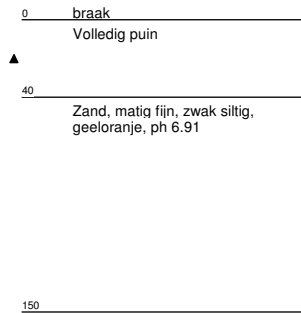 0 braak
Volledig puin
40
Zand, matig fijn, zwak siltig,
geeloranje, ph 6.91
150